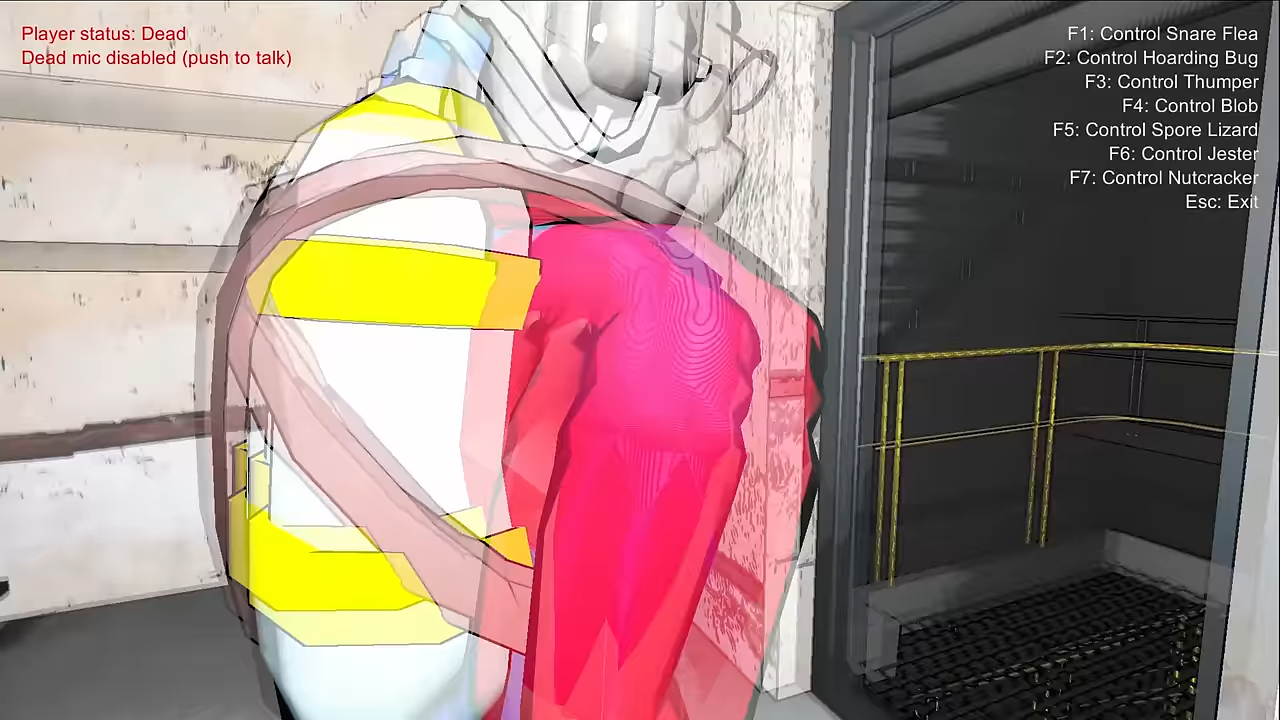 Player status: Dead
Dead mic disabled (push to talk)
F1: Control Snare Flea
F2: Control Hoarding Bug
F3: Control Thumper
F4: Control Blob
F5: Control Spore Lizard
F6: Control Jester
F7: Control Nutcracker
Esc: Exit